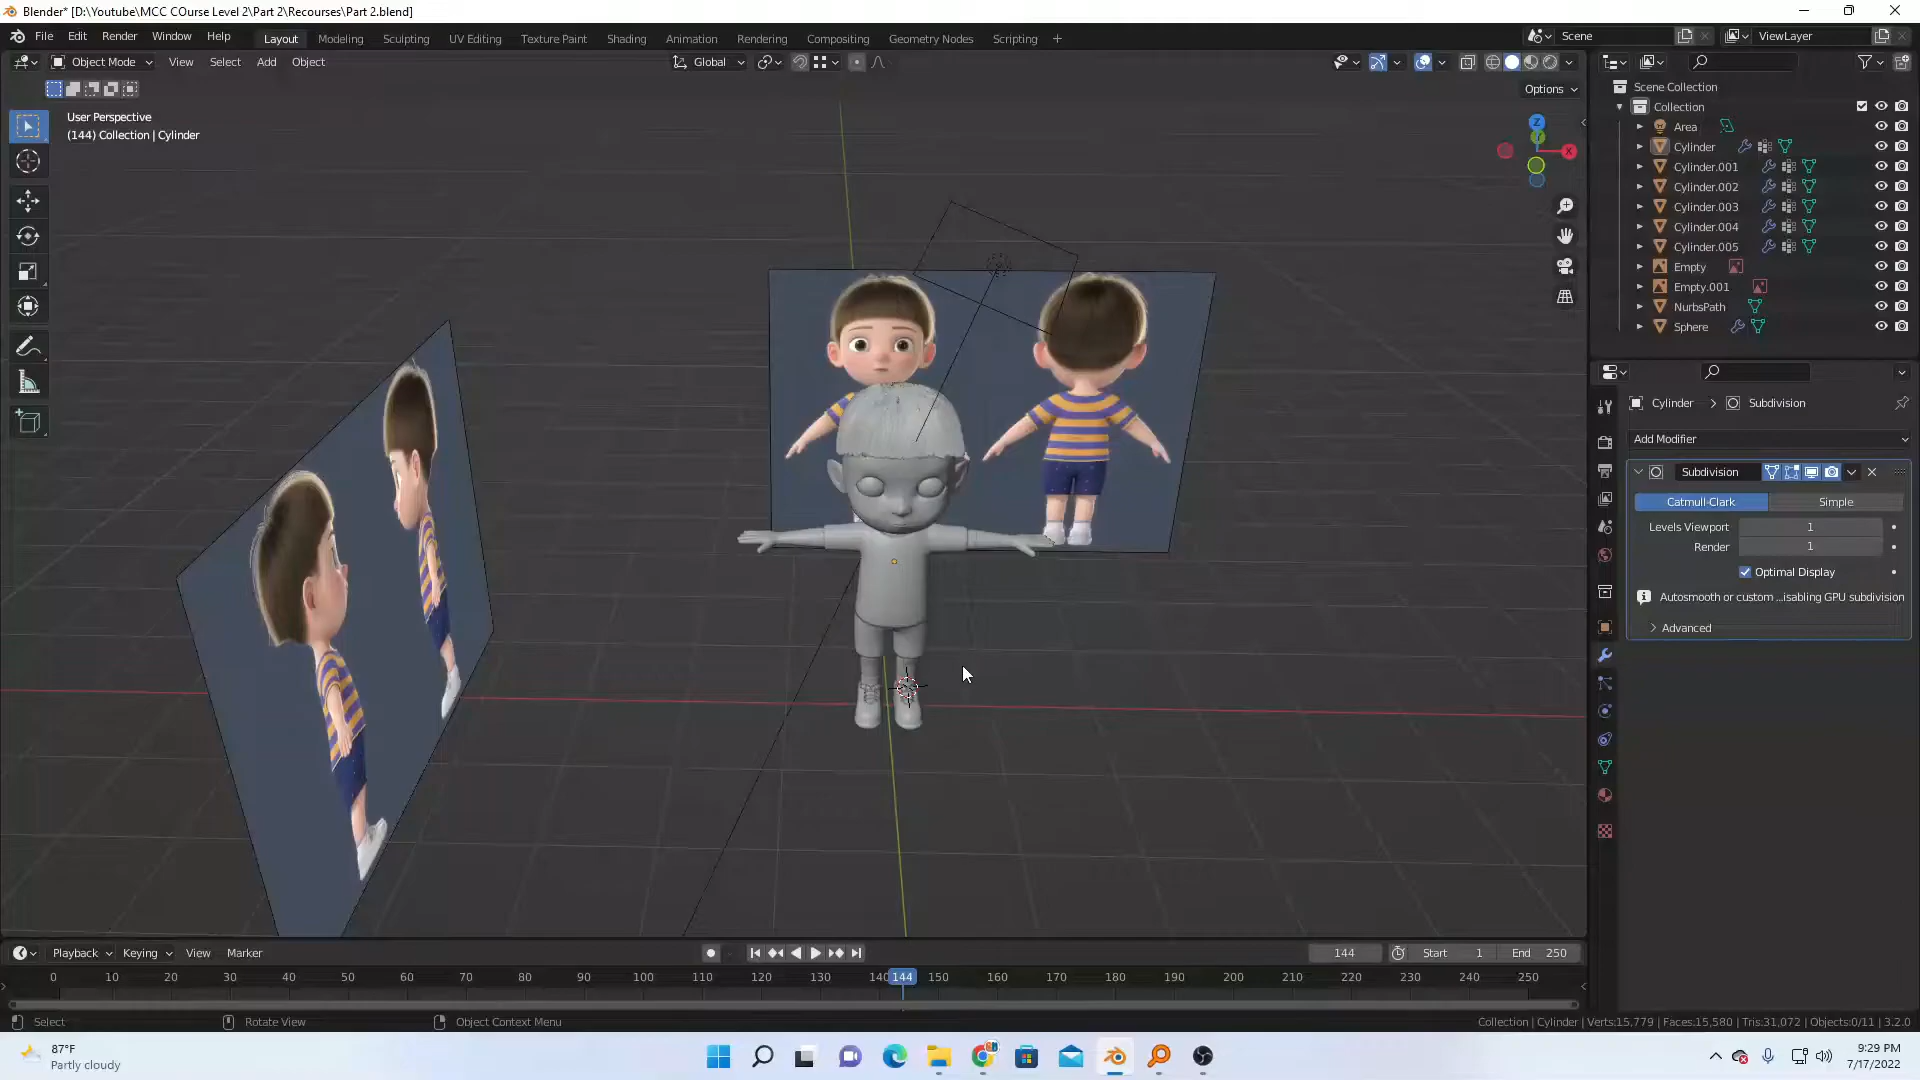 Blender* [D:\Youtube\MCC COurse Level 2\Part 2\Recourses\Part 2.blend]
File Edit Render Window Help Layout Modeling Sculpting UV Editing Texture Paint Shading Animation Rendering Compositing Geometry Nodes Scripting + Scene ViewLayer
Object Mode View Select Add Object Global
Options
User Perspective
(144) Collection | Cylinder
Z
Y
X
Scene Collection
Collection
Area
Cylinder
Cylinder.001
Cylinder.002
Cylinder.003
Cylinder.004
Cylinder.005
Empty
Empty.001
NurbsPath
Sphere
Cylinder > Subdivision
Add Modifier
Subdivision
Catmull-Clark Simple
Levels Viewport 1
Render 1
Optimal Display
Autosmooth or custom ...isabling GPU subdivision
Advanced
Playback Keying View Marker 144 Start 1 End 250
0 10 20 30 40 50 60 70 80 90 100 110 120 130 140 144 150 160 170 180 190 200 210 220 230 240 250
Select Rotate View Object Context Menu Collection | Cylinder | Verts:15,779 | Faces:15,580 | Tris:31,072 | Objects:0/11 | 3.2.0
87°F
Partly cloudy
9:29 PM
7/17/2022